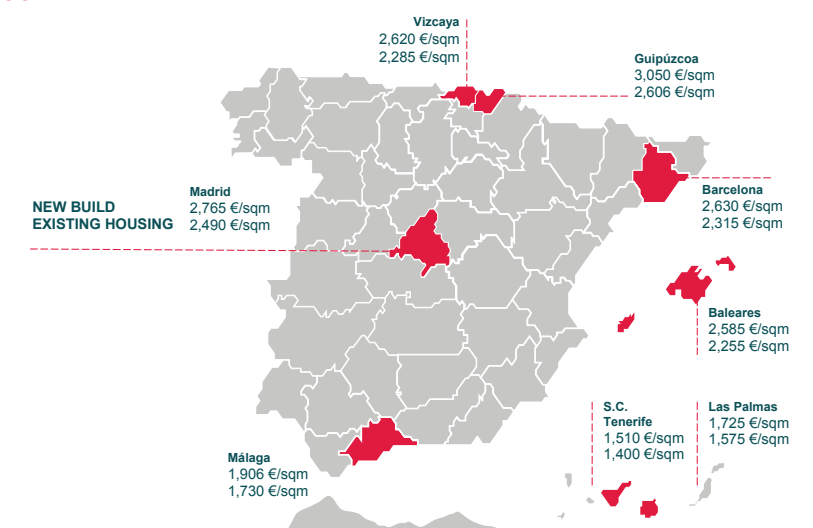 Vizcaya
2,620 €/sqm
2,285 €/sqm
Guipúzcoa
3,050 €/sqm
2,606 €/sqm
NEW BUILD
EXISTING HOUSING
Madrid
2,765 €/sqm
2,490 €/sqm
Barcelona
2,630 €/sqm
2,315 €/sqm
Baleares
2,585 €/sqm
2,255 €/sqm
S.C.
Tenerife
1,510 €/sqm
1,400 €/sqm
Las Palmas
1,725 €/sqm
1,575 €/sqm
Málaga
1,906 €/sqm
1,730 €/sqm